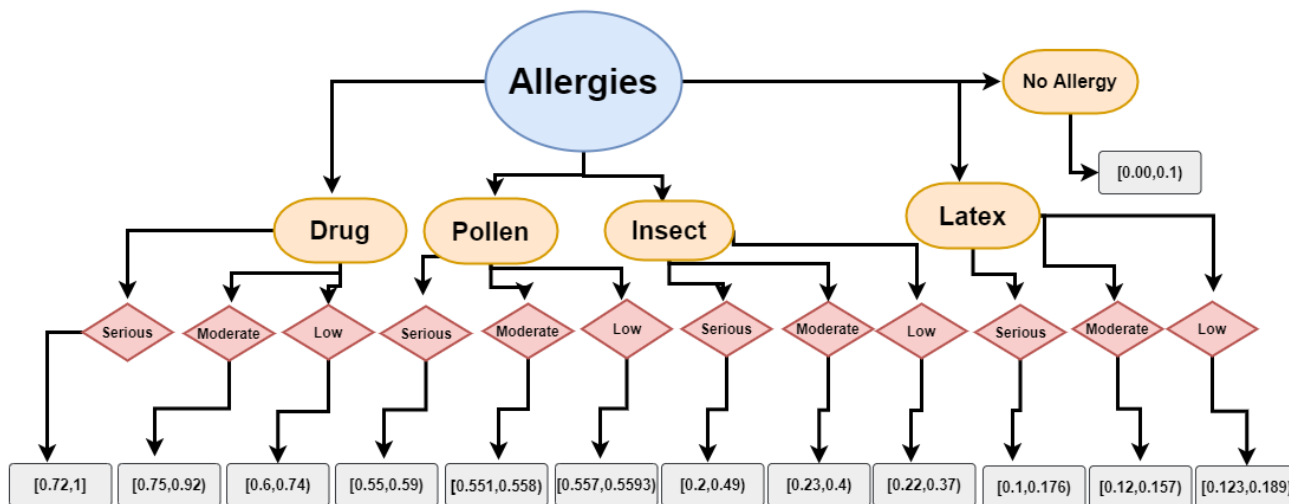 Allergies
No Allergy
[0.00,0.1)
Drug
Pollen
Insect
Latex
Serious
Moderate
Low
Serious
Moderate
Low
Serious
Moderate
Low
Serious
Moderate
Low
[0.72,1]
[0.75,0.92)
[0.6,0.74)
[0.55,0.59)
[0.551,0.558)
[0.557,0.5593)
[0.2,0.49)
[0.23,0.4)
[0.22,0.37)
[0.1,0.176)
[0.12,0.157)
[0.123,0.189)